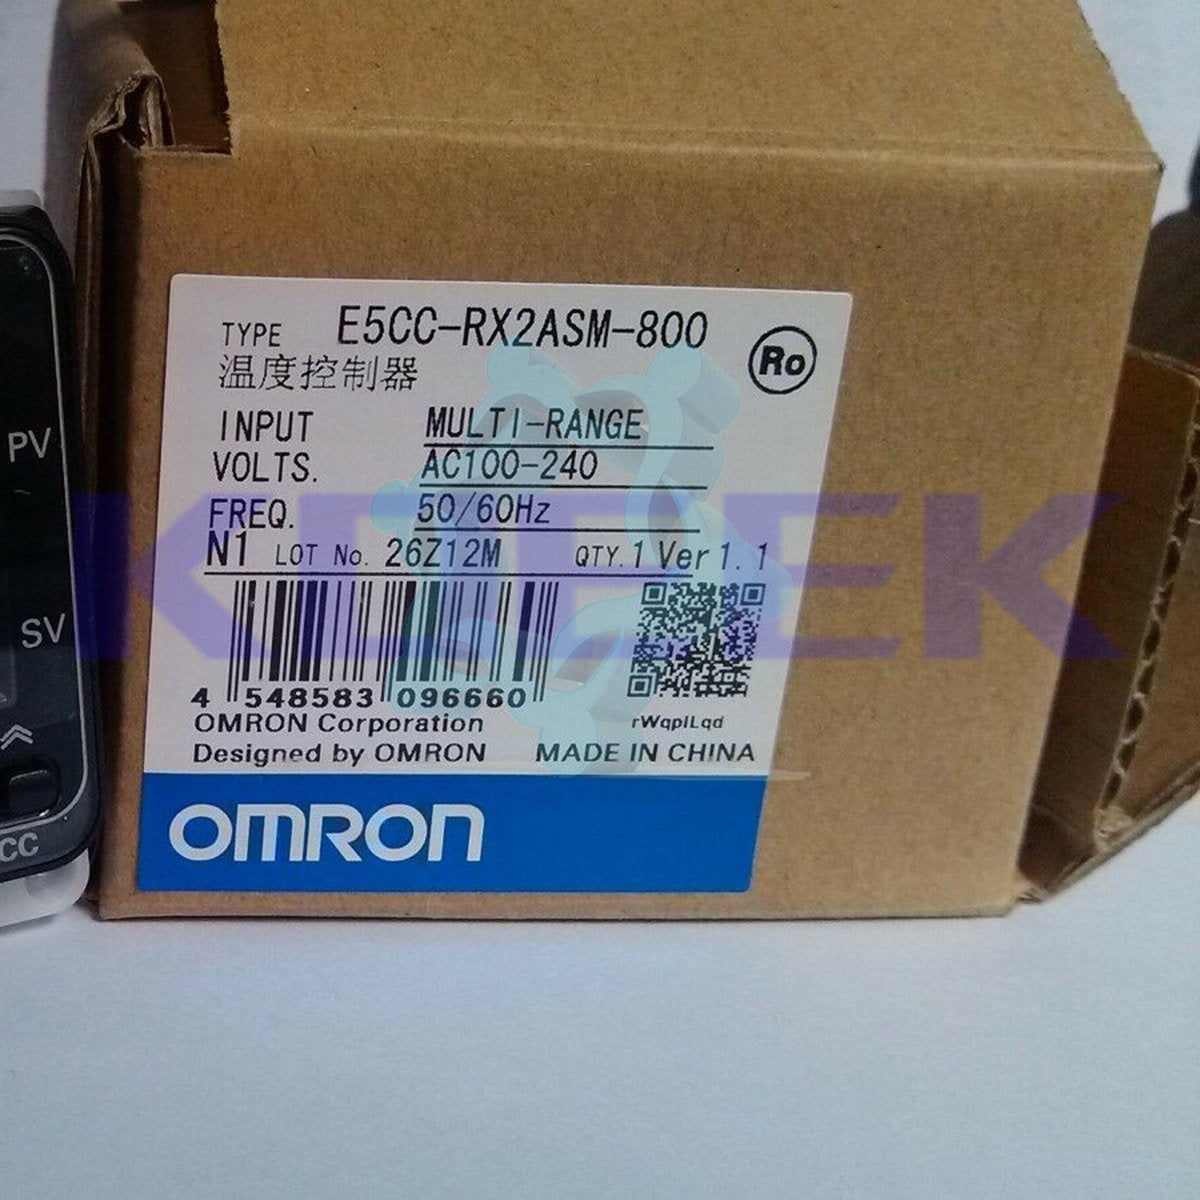 PV
SV
CC
TYPE E5CC-RX2ASM-800
Ro
温度控制器
INPUT MULTI-RANGE
VOLTS. AC100-240
FREQ. 50/60Hz
N1 LOT No. 26Z12M QTY.1 Ver1.1
4 548583 096660
OMRON Corporation rWqplLqd
Designed by OMRON MADE IN CHINA
OMRON